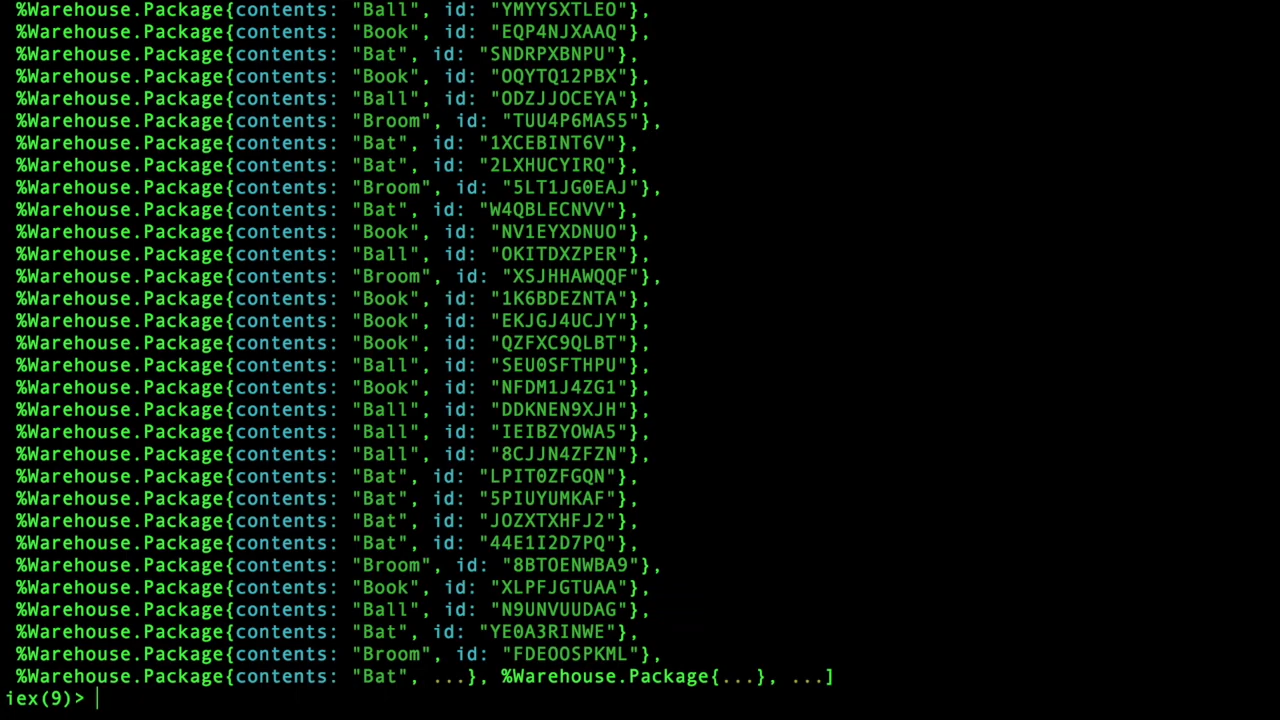 %Warehouse.Package{contents: "Ball", id: "YMYYSXTLEO"},
%Warehouse.Package{contents: "Book", id: "EQP4NJXAAQ"},
%Warehouse.Package{contents: "Bat", id: "SNDRPXBNPU"},
%Warehouse.Package{contents: "Book", id: "OQYTQ12PBX"},
%Warehouse.Package{contents: "Ball", id: "ODZJJOCEYA"},
%Warehouse.Package{contents: "Broom", id: "TUU4P6MAS5"},
%Warehouse.Package{contents: "Bat", id: "1XCEBINT6V"},
%Warehouse.Package{contents: "Bat", id: "2LXHUCYIRQ"},
%Warehouse.Package{contents: "Broom", id: "5LT1JG0EAJ"},
%Warehouse.Package{contents: "Bat", id: "W4QBLECNVV"},
%Warehouse.Package{contents: "Book", id: "NV1EYXDNUO"},
%Warehouse.Package{contents: "Ball", id: "OKITDXZPER"},
%Warehouse.Package{contents: "Broom", id: "XSJHHAWQQF"},
%Warehouse.Package{contents: "Book", id: "1K6BDEZNTA"},
%Warehouse.Package{contents: "Book", id: "EKJGJ4UCJY"},
%Warehouse.Package{contents: "Book", id: "QZFXC9QLBT"},
%Warehouse.Package{contents: "Ball", id: "SEU0SFTHPU"},
%Warehouse.Package{contents: "Book", id: "NFDM1J4ZG1"},
%Warehouse.Package{contents: "Ball", id: "DDKNEN9XJH"},
%Warehouse.Package{contents: "Ball", id: "IEIBZYOWA5"},
%Warehouse.Package{contents: "Ball", id: "8CJJN4ZFZN"},
%Warehouse.Package{contents: "Bat", id: "LPIT0ZFGQN"},
%Warehouse.Package{contents: "Bat", id: "5PIUYUMKAF"},
%Warehouse.Package{contents: "Bat", id: "JOZXTXHFJ2"},
%Warehouse.Package{contents: "Bat", id: "44E1I2D7PQ"},
%Warehouse.Package{contents: "Broom", id: "8BTOENWBA9"},
%Warehouse.Package{contents: "Book", id: "XLPFJGTUAA"},
%Warehouse.Package{contents: "Ball", id: "N9UNVUUDAG"},
%Warehouse.Package{contents: "Bat", id: "YE0A3RINWE"},
%Warehouse.Package{contents: "Broom", id: "FDEOOSPKML"},
%Warehouse.Package{contents: "Bat", ...}, %Warehouse.Package{...}, ...]
iex(9)>